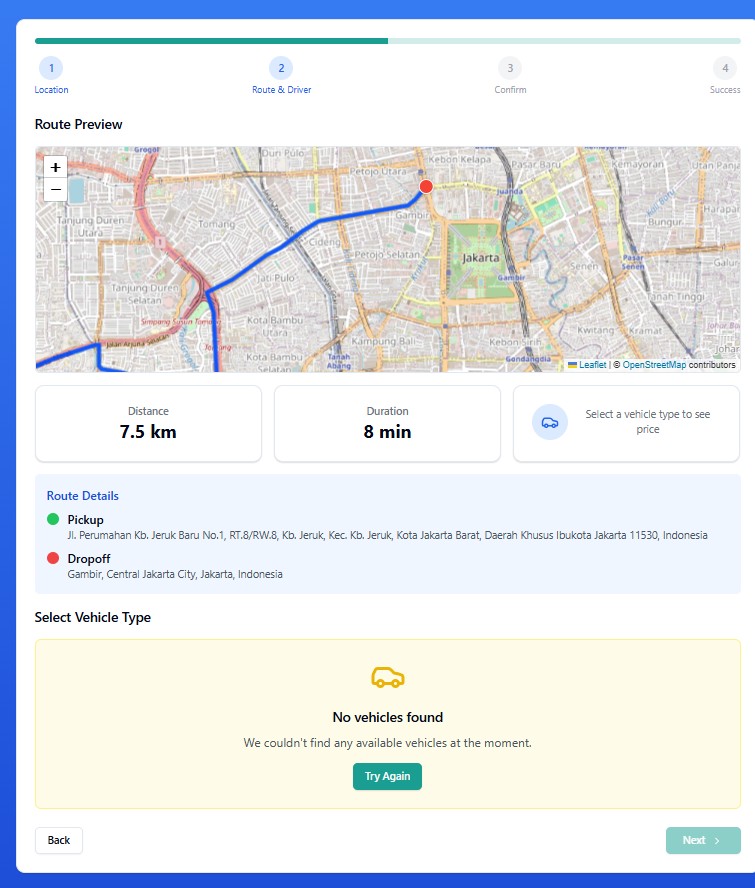 1
2
3
4
Location
Route & Driver
Confirm
Success
Route Preview
+
−
Grogol
Duri Pulo
Petojo Utara
Kebon Kelapa
Pasar Baru
Kemayoran
Utan Panj
Juanda
Tanjung Duren
Utara
Tomang
Gambir
Bungur
Harapar
Cideng
Petojo Selatan
Jakarta
Senen
Pasar
Senen
Galur
Jati Pulo
Gambir
Tanjung Duren
Selatan
Tanah Tinggi
Kota Bambu
Utara
Kampung Bali
Kebon Sirih
Kwitang
Kramat
Jalan Arjuna Selatan
Kota Bambu
Selatan
Tanah
Abang
Gondangdia
Leaflet | © OpenStreetMap contributors
Distance
7.5 km
Duration
8 min
Select a vehicle type to see
price
Route Details
Pickup
Jl. Perumahan Kb. Jeruk Baru No.1, RT.8/RW.8, Kb. Jeruk, Kec. Kb. Jeruk, Kota Jakarta Barat, Daerah Khusus Ibukota Jakarta 11530, Indonesia
Dropoff
Gambir, Central Jakarta City, Jakarta, Indonesia
Select Vehicle Type
No vehicles found
We couldn't find any available vehicles at the moment.
Try Again
Back
Next >